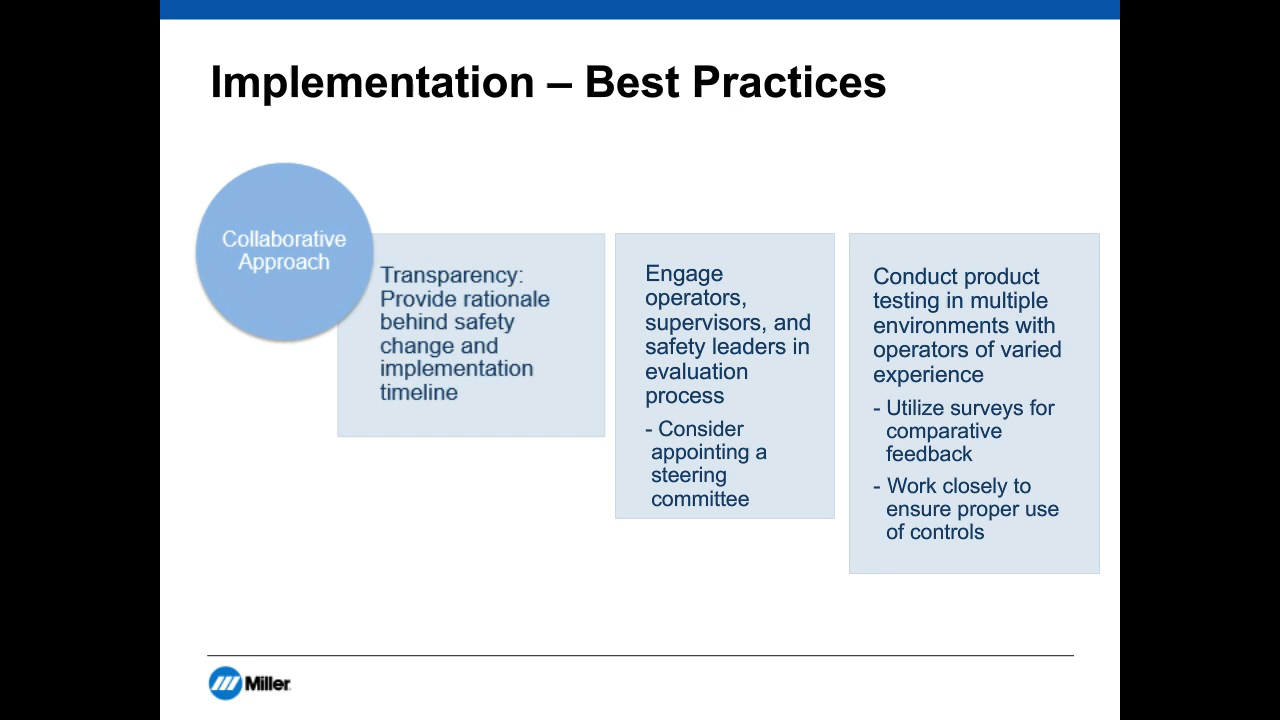 Implementation – Best Practices
Collaborative
Approach
Transparency:
Provide rationale
behind safety
change and
implementation
timeline
Engage
operators,
supervisors, and
safety leaders in
evaluation
process
- Consider
appointing a
steering
committee
Conduct product
testing in multiple
environments with
operators of varied
experience
- Utilize surveys for
comparative
feedback
- Work closely to
ensure proper use
of controls
Miller